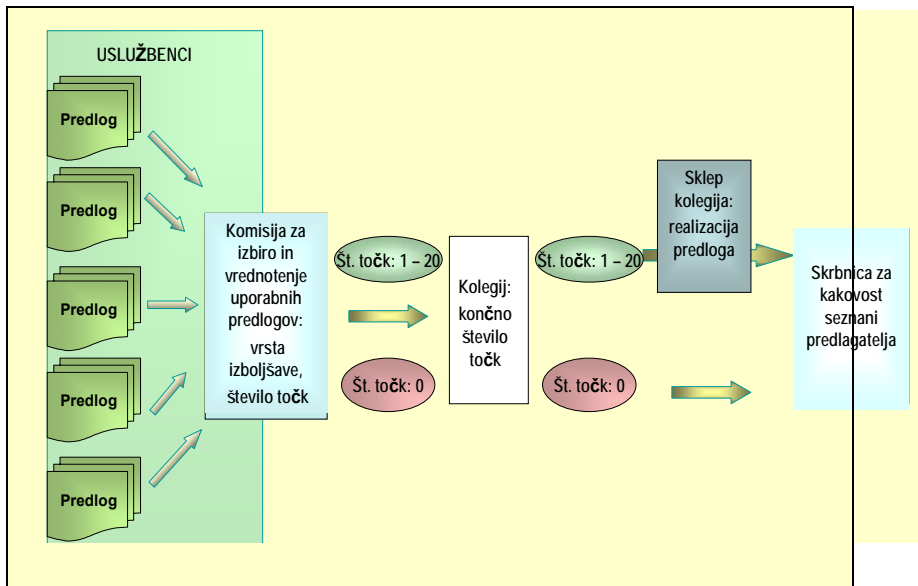 USLUŽBENCI
Predlog
Predlog
Predlog
Predlog
Predlog
Komisija za
izbiro in
vrednotenje
uporabnih
predlogov:
vrsta
izboljšave,
število točk
Št. točk: 1 – 20
Št. točk: 0
Kolegij:
končno
število
točk
Št. točk: 1 – 20
Št. točk: 0
Sklep
kolegija:
realizacija
predloga
Skrbnica za
kakovost
seznani
predlagatelja